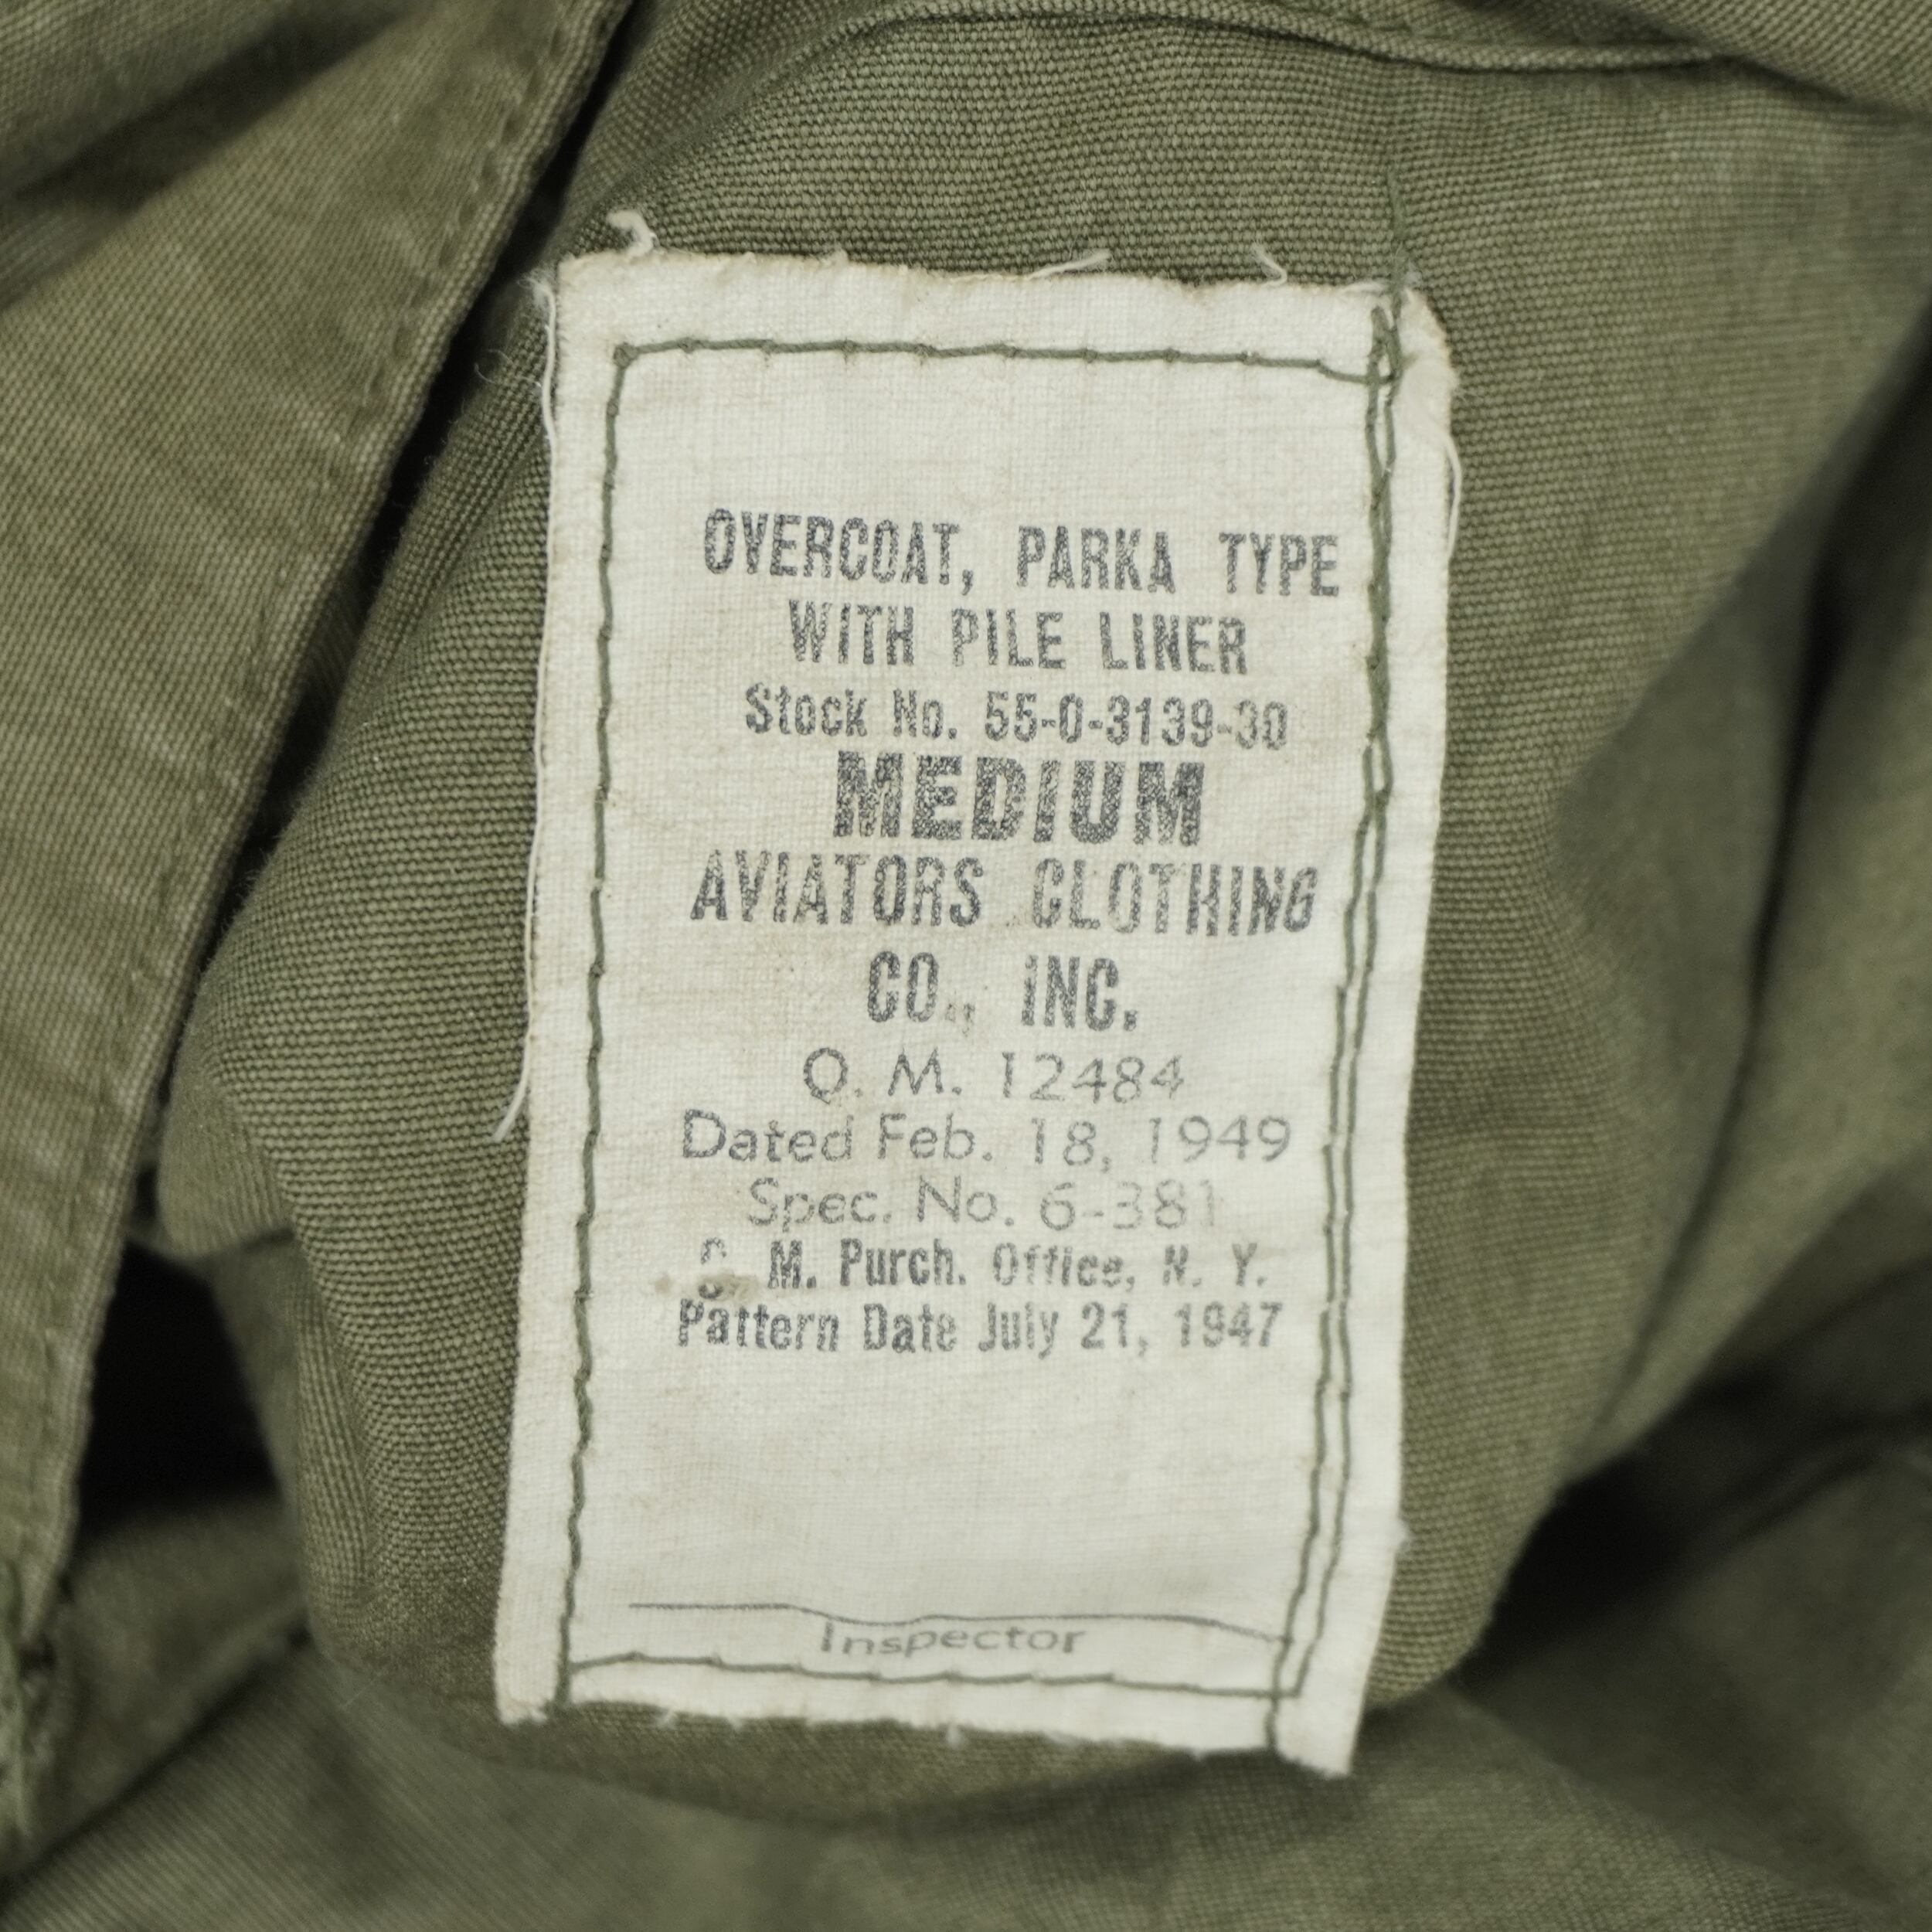 OVERCOAT, PARKA TYPE
WITH PILE LINER
Stock No. 55-0-3139-30
MEDIUM
AVIATORS CLOTHING
CO., INC.
Q. M. 12484
Dated Feb. 18, 1949
Spec. No. 6-381
M. Purch. Office, N. Y.
Pattern Date July 21, 1947
Inspector